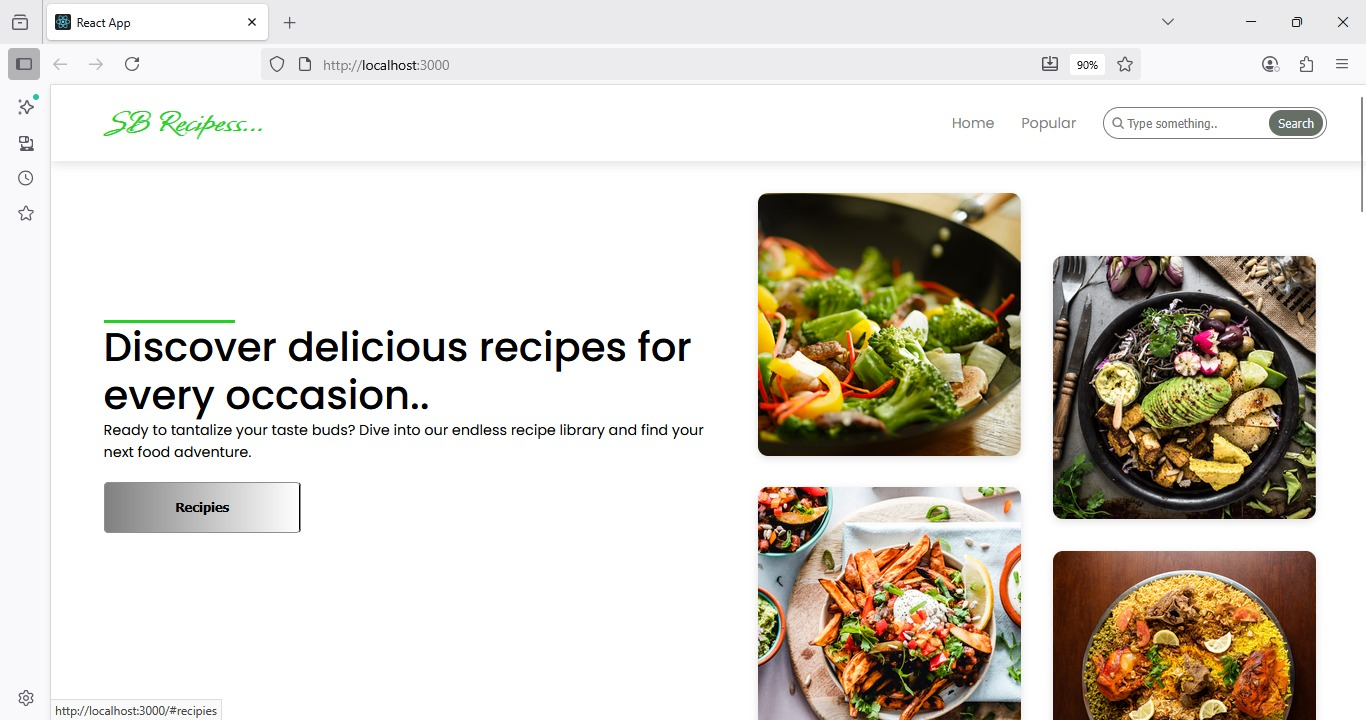 React App
http://localhost:3000
90%
SB Recipess...
Home
Popular
Type something..
Search
Discover delicious recipes for
every occasion..
Ready to tantalize your taste buds? Dive into our endless recipe library and find your
next food adventure.
Recipies
http://localhost:3000/#recipies